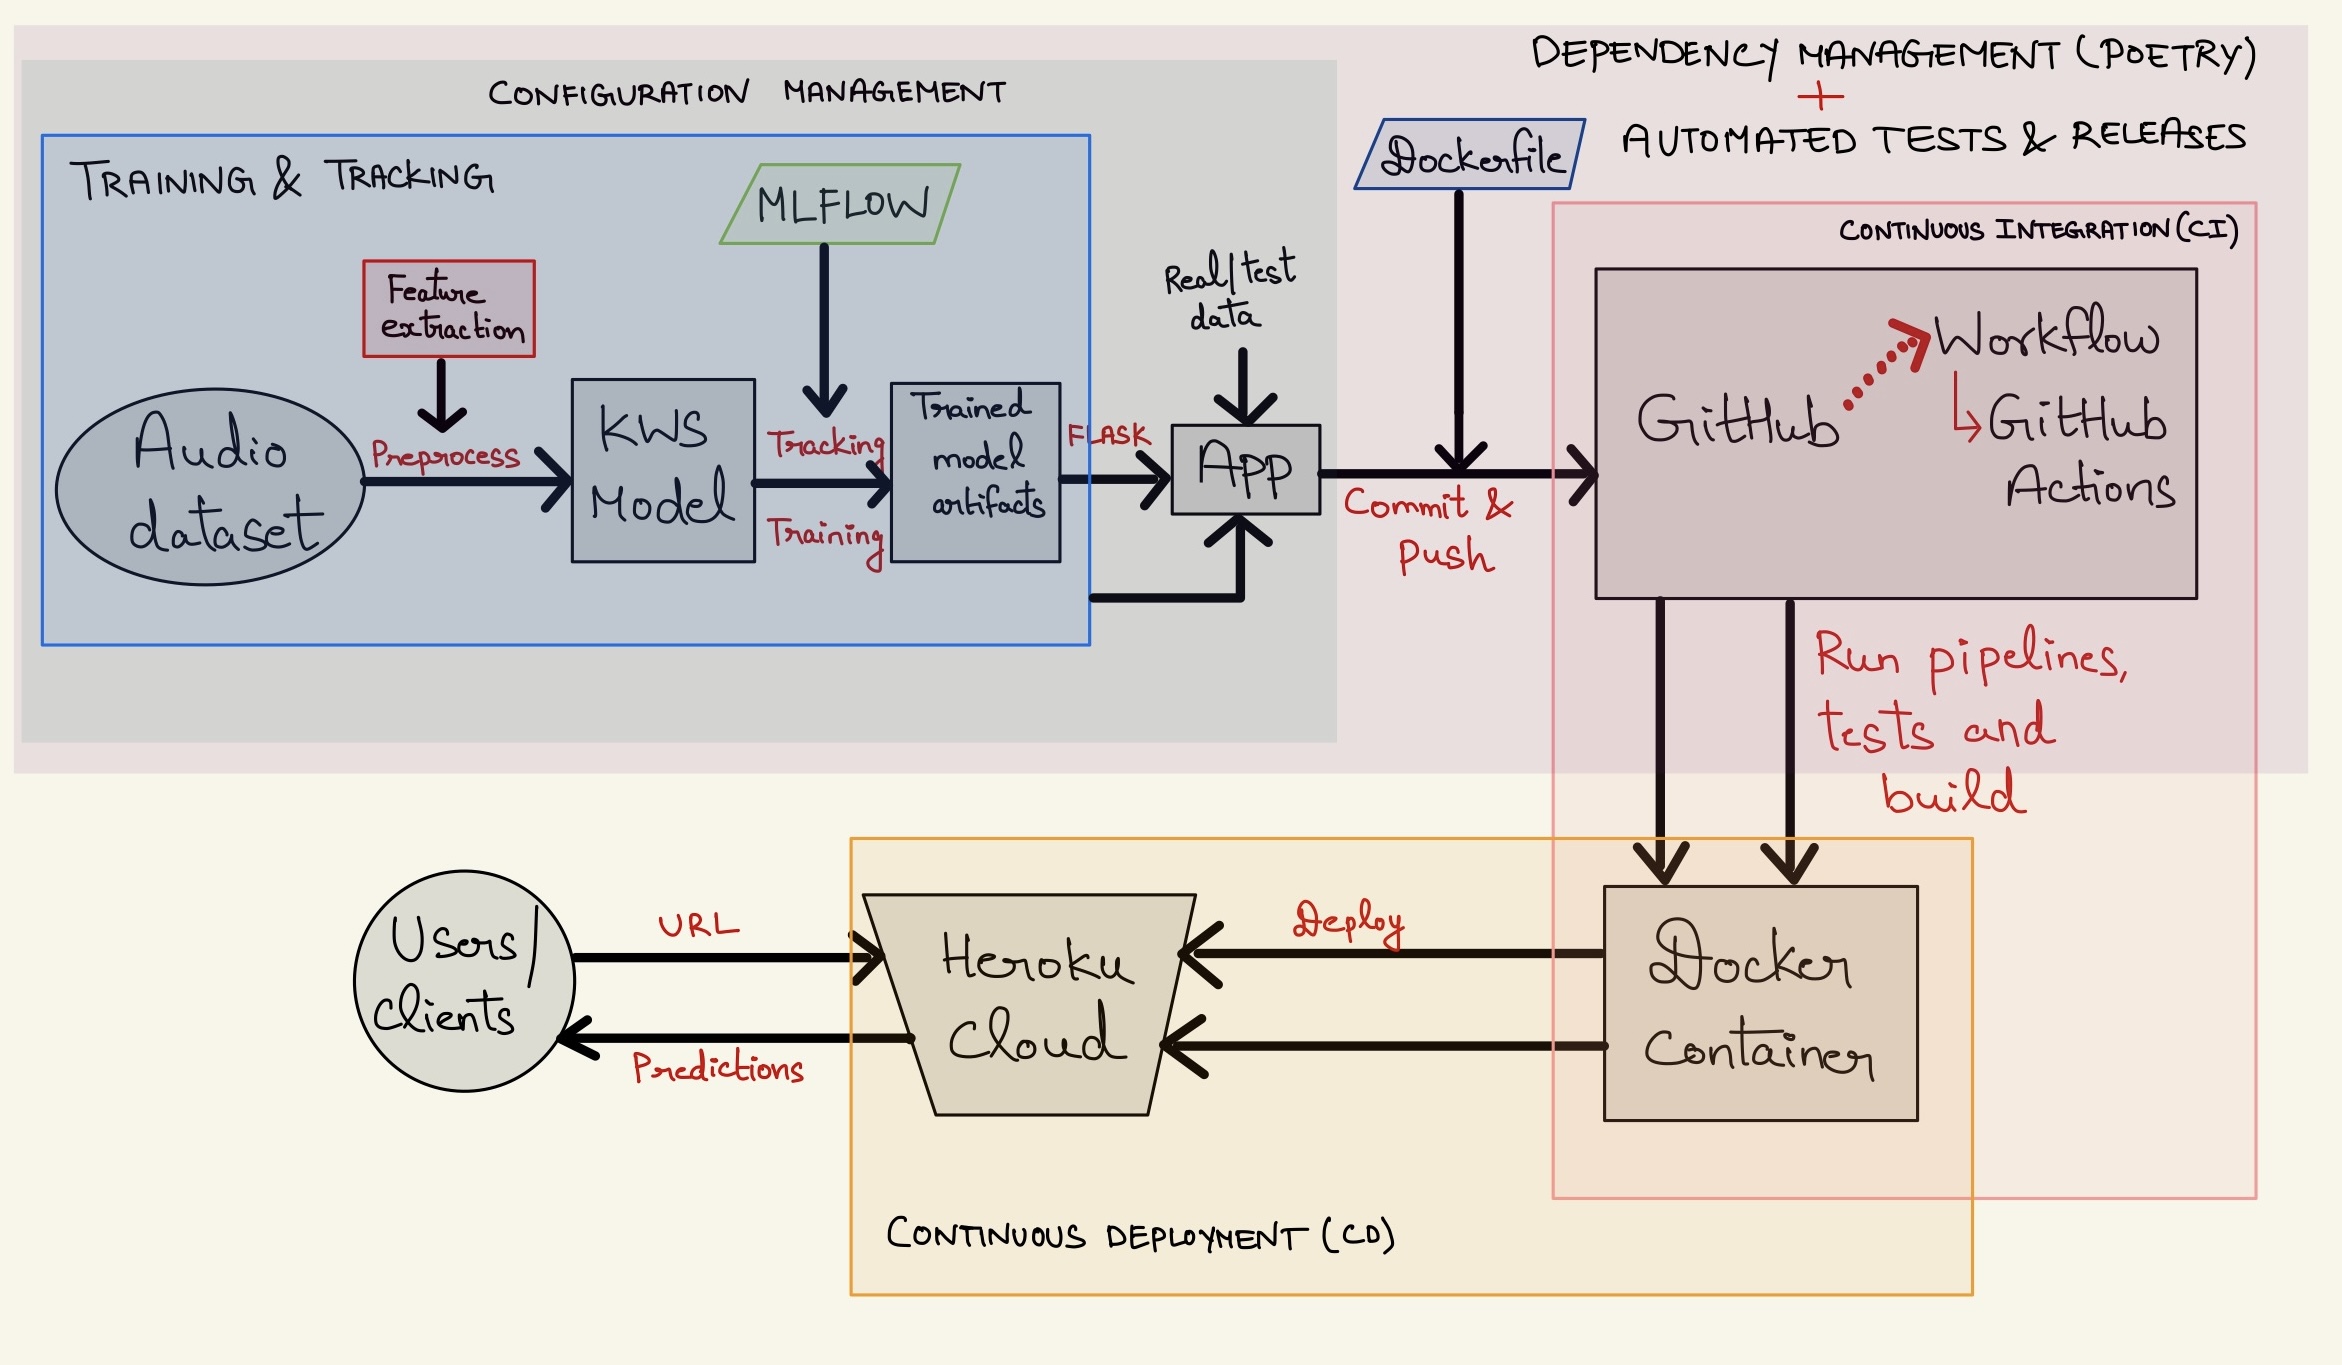 DEPENDENCY MANAGEMENT (POETRY)
+
AUTOMATED TESTS & RELEASES
CONFIGURATION MANAGEMENT
TRAINING & TRACKING
MLFLOW
Feature
extraction
Audio
dataset
Preprocess
KWS
Model
Tracking
Training
Trained
model
artifacts
FLASK
Real/test
data
APP
Dockerfile
Commit &
Push
CONTINUOUS INTEGRATION (CI)
GitHub
Workflow
GitHub
Actions
Run pipelines,
tests and
build
Users/
clients
URL
Predictions
Heroku
Cloud
Deploy
Docker
Container
CONTINUOUS DEPLOYMENT (CD)